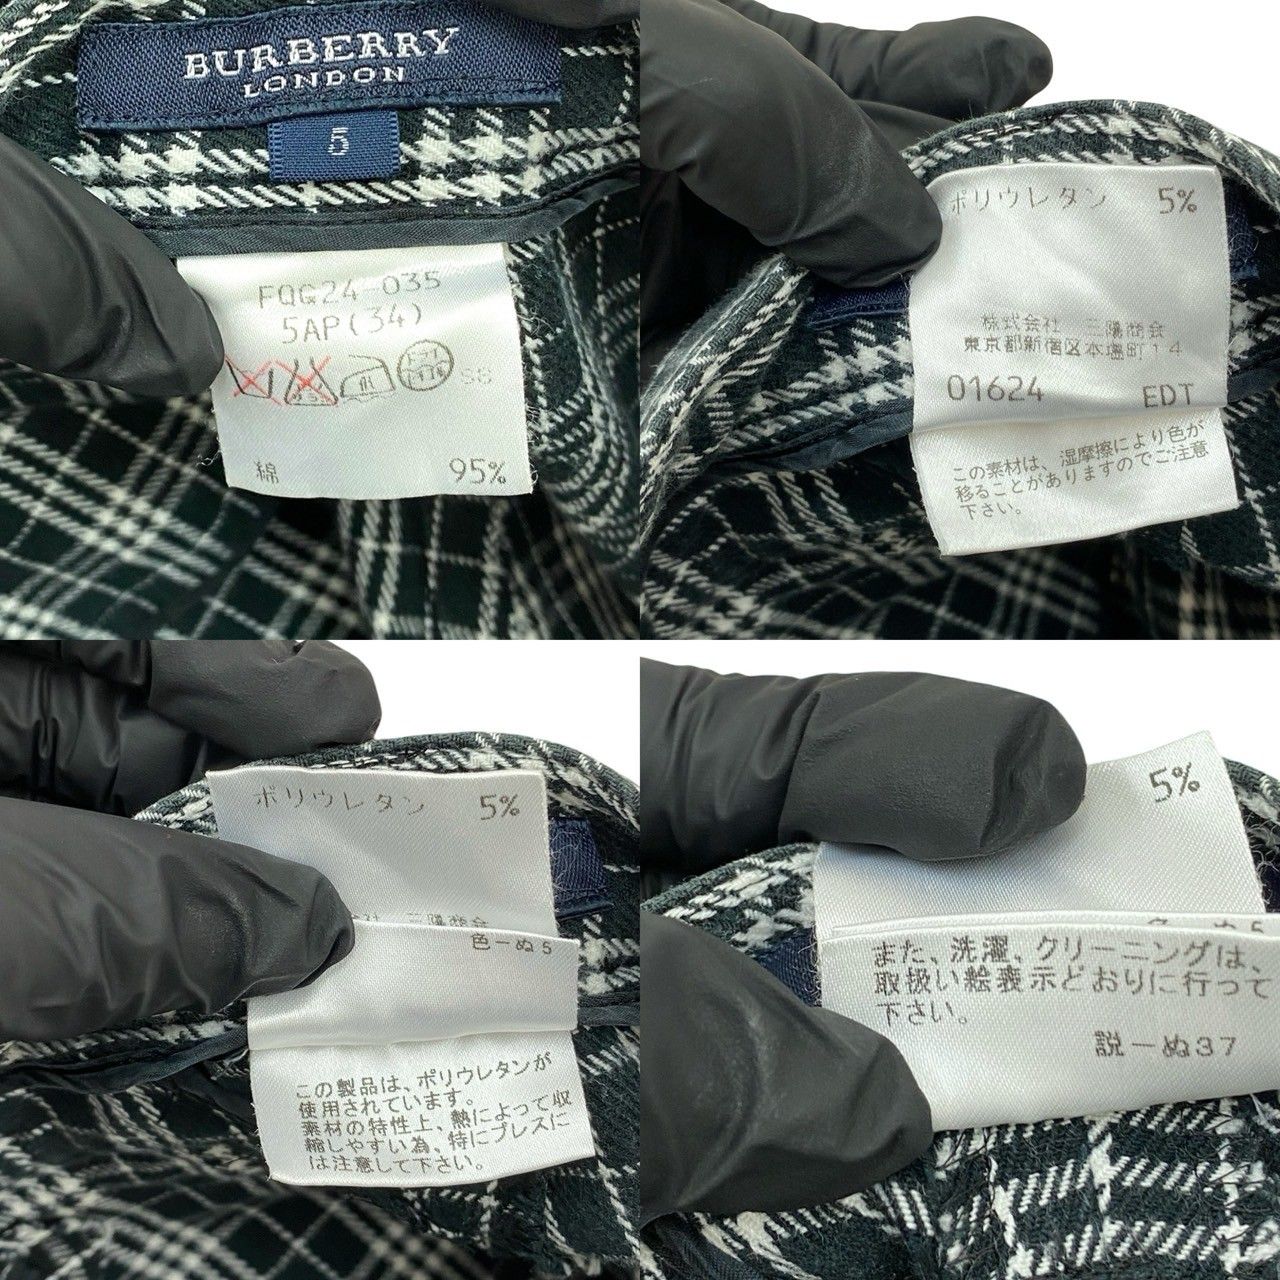 BURBERRY
LONDON
5
FQG24-035
5AP(34)
綿 95%
ポリウレタン 5%
株式会社 三陽商会
東京都新宿区本塩町14
01624 EDT
この素材は、湿摩擦により色が
移ることがありますのでご注意
下さい。
ポリウレタン 5%
三陽商会
色ーぬ5
この製品は、ポリウレタンが
使用されています。
素材の特性上、熱によって収
縮しやすい為、特にプレスに
は注意して下さい。
5%
また、洗濯、クリーニングは、
取扱い絵表示どおりに行って
下さい。
説ーぬ37